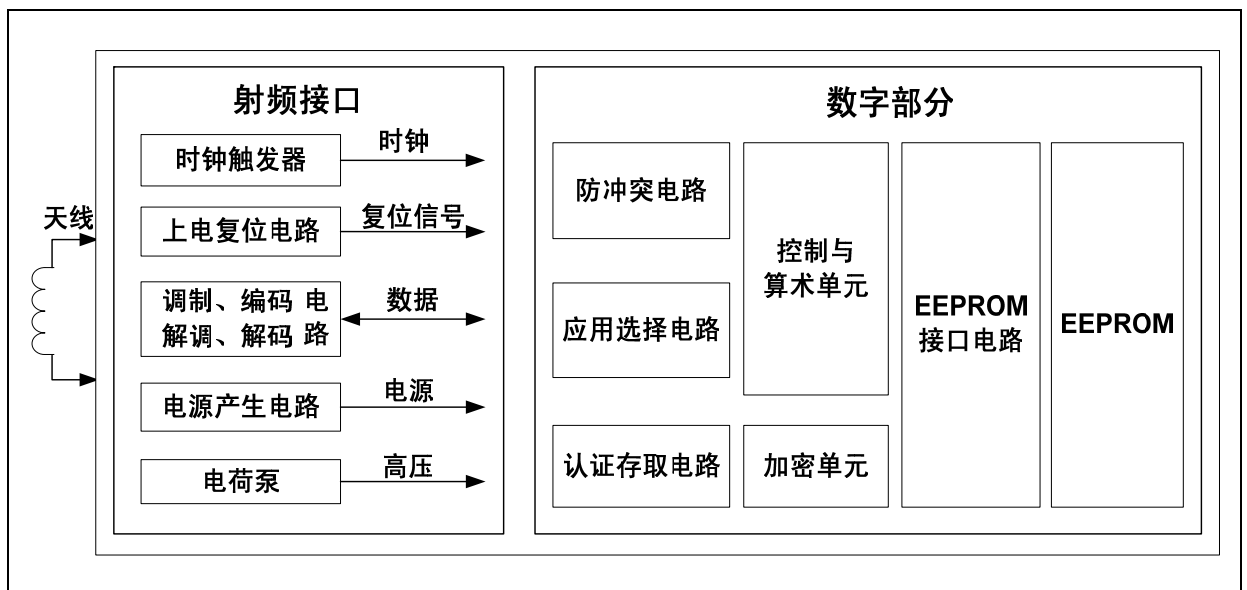 射频接口
数字部分
时钟触发器
时钟
上电复位电路
复位信号
天线
调制、编码 电
解调、解码 路
数据
电源产生电路
电源
电荷泵
高压
防冲突电路
应用选择电路
认证存取电路
控制与
算术单元
加密单元
EEPROM
接口电路
EEPROM